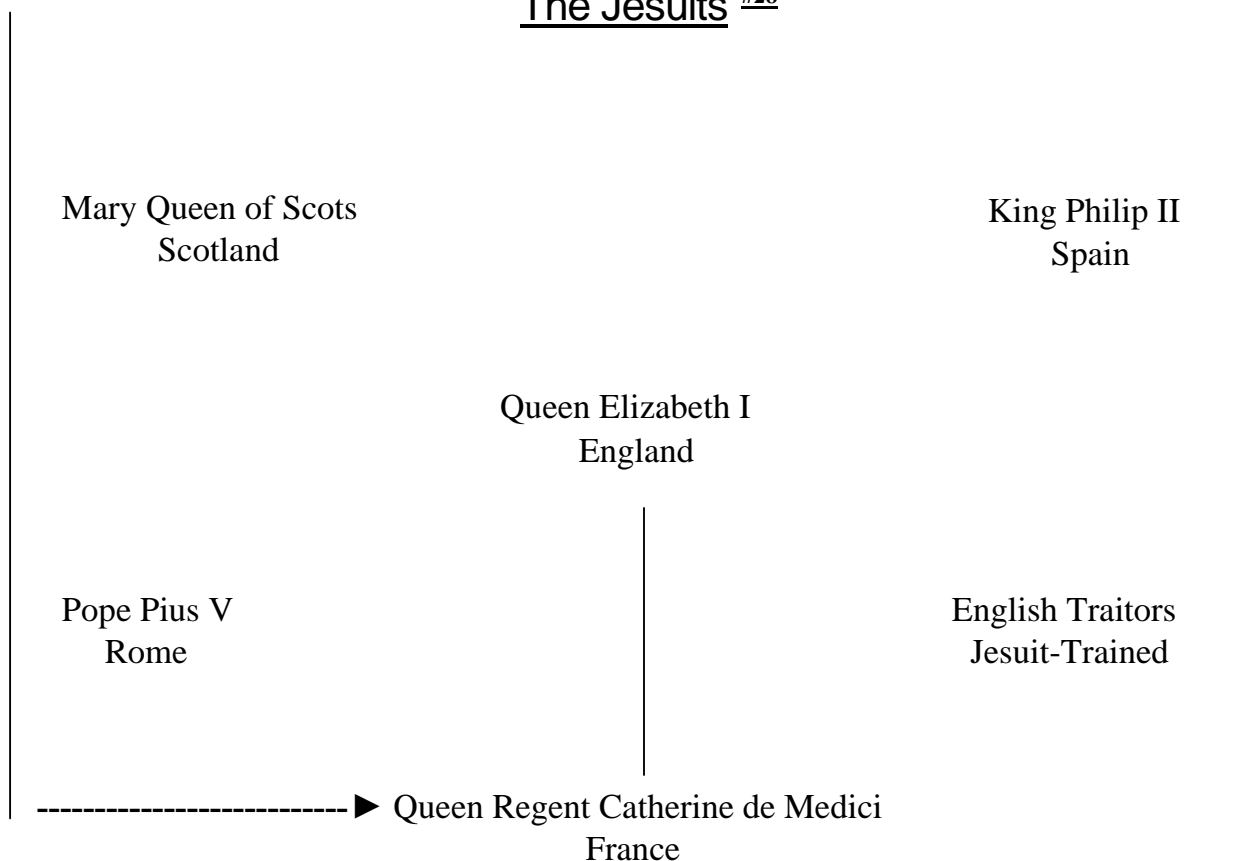 The Jesuits
Mary Queen of Scots
Scotland
King Philip II
Spain
Queen Elizabeth I
England
Pope Pius V
Rome
English Traitors
Jesuit-Trained
Queen Regent Catherine de Medici
France